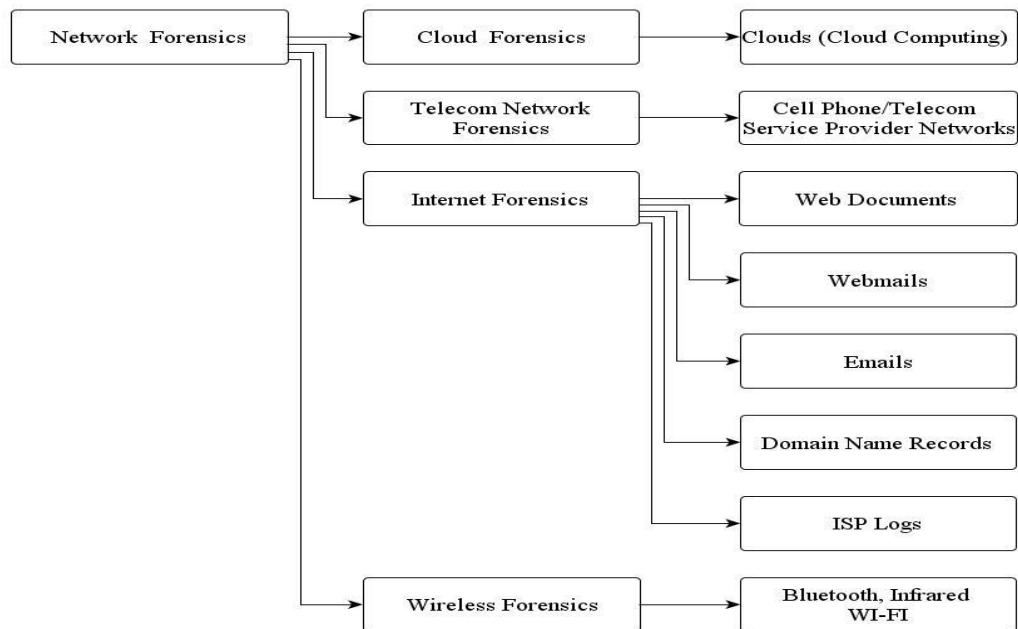 Network Forensics
Cloud Forensics
Clouds (Cloud Computing)
Telecom Network
Forensics
Cell Phone/Telecom
Service Provider Networks
Internet Forensics
Web Documents
Webmails
Emails
Domain Name Records
ISP Logs
Wireless Forensics
Bluetooth, Infrared
WI-FI